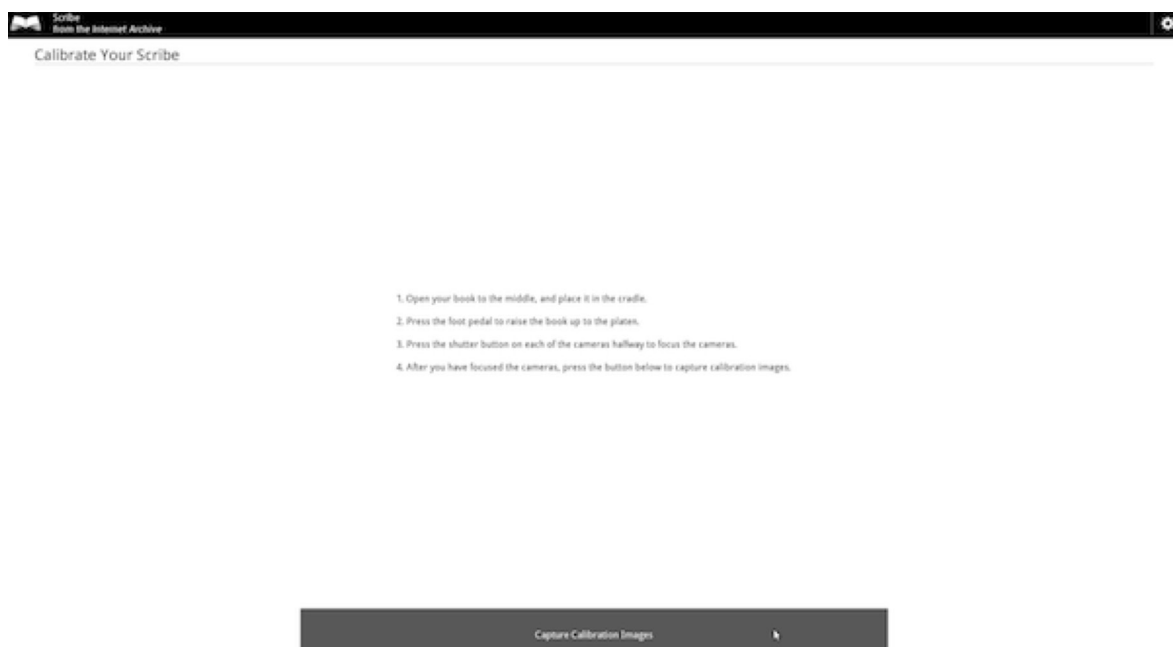 Scribe
from the Internet Archive
Calibrate Your Scribe
1. Open your book to the middle, and place it in the cradle.
2. Press the foot pedal to raise the book up to the platen.
3. Press the shutter button on each of the cameras halfway to focus the cameras.
4. After you have focused the cameras, press the button below to capture calibration images.
Capture Calibration Images